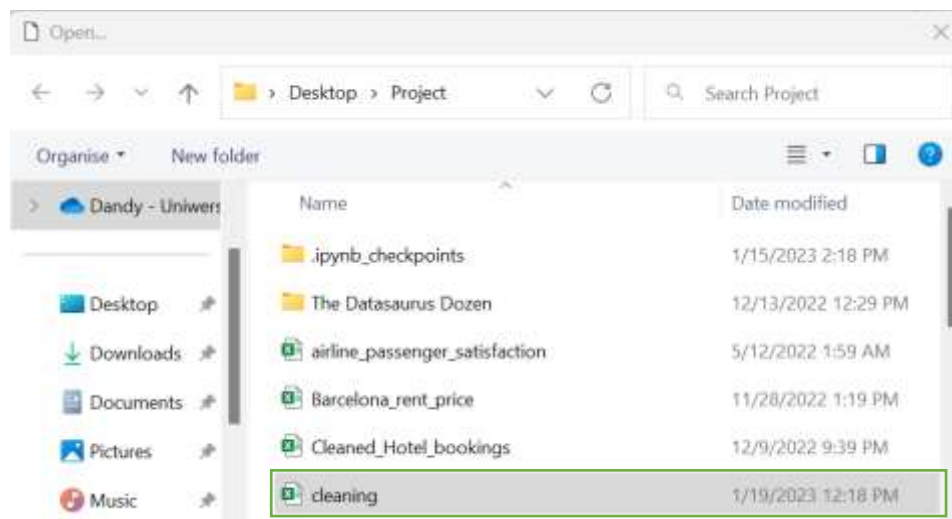 Open...
Desktop > Project
Search Project
Organise
New folder
Dandy - Univers
Name
Date modified
.ipynb_checkpoints
1/15/2023 2:18 PM
Desktop
The Datasaurus Dozen
12/13/2022 12:29 PM
Downloads
airline_passenger_satisfaction
5/12/2022 1:59 AM
Documents
Barcelona_rent_price
11/28/2022 1:19 PM
Pictures
Cleaned_Hotel_bookings
12/9/2022 9:39 PM
Music
cleaning
1/19/2023 12:18 PM